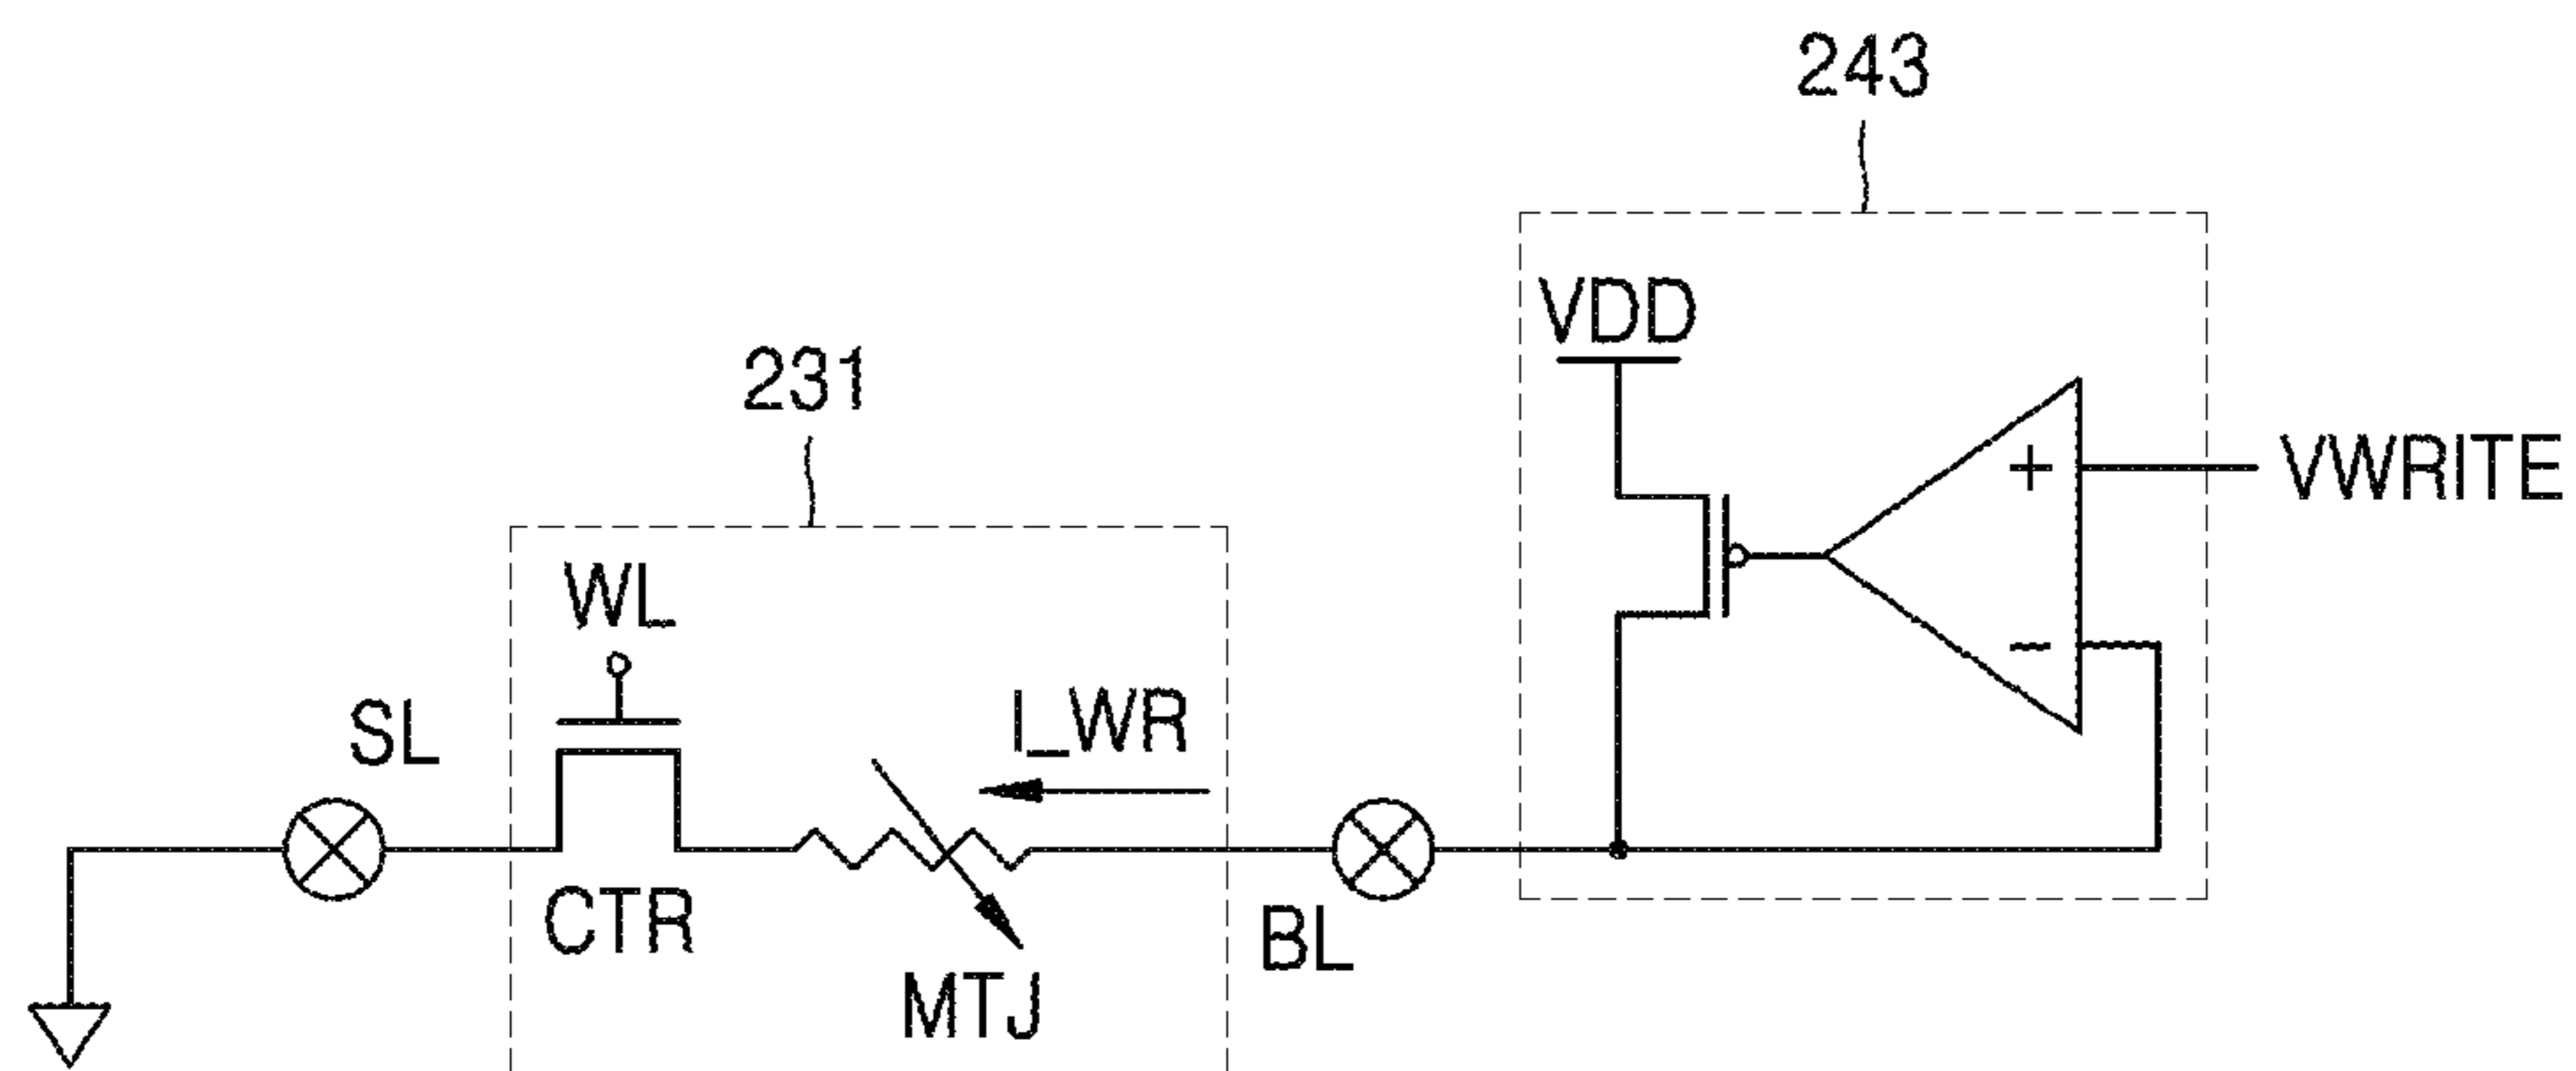 243
VDD
231
+
VWRITE
WL
−
I_WR
SL
CTR
BL
MTJ